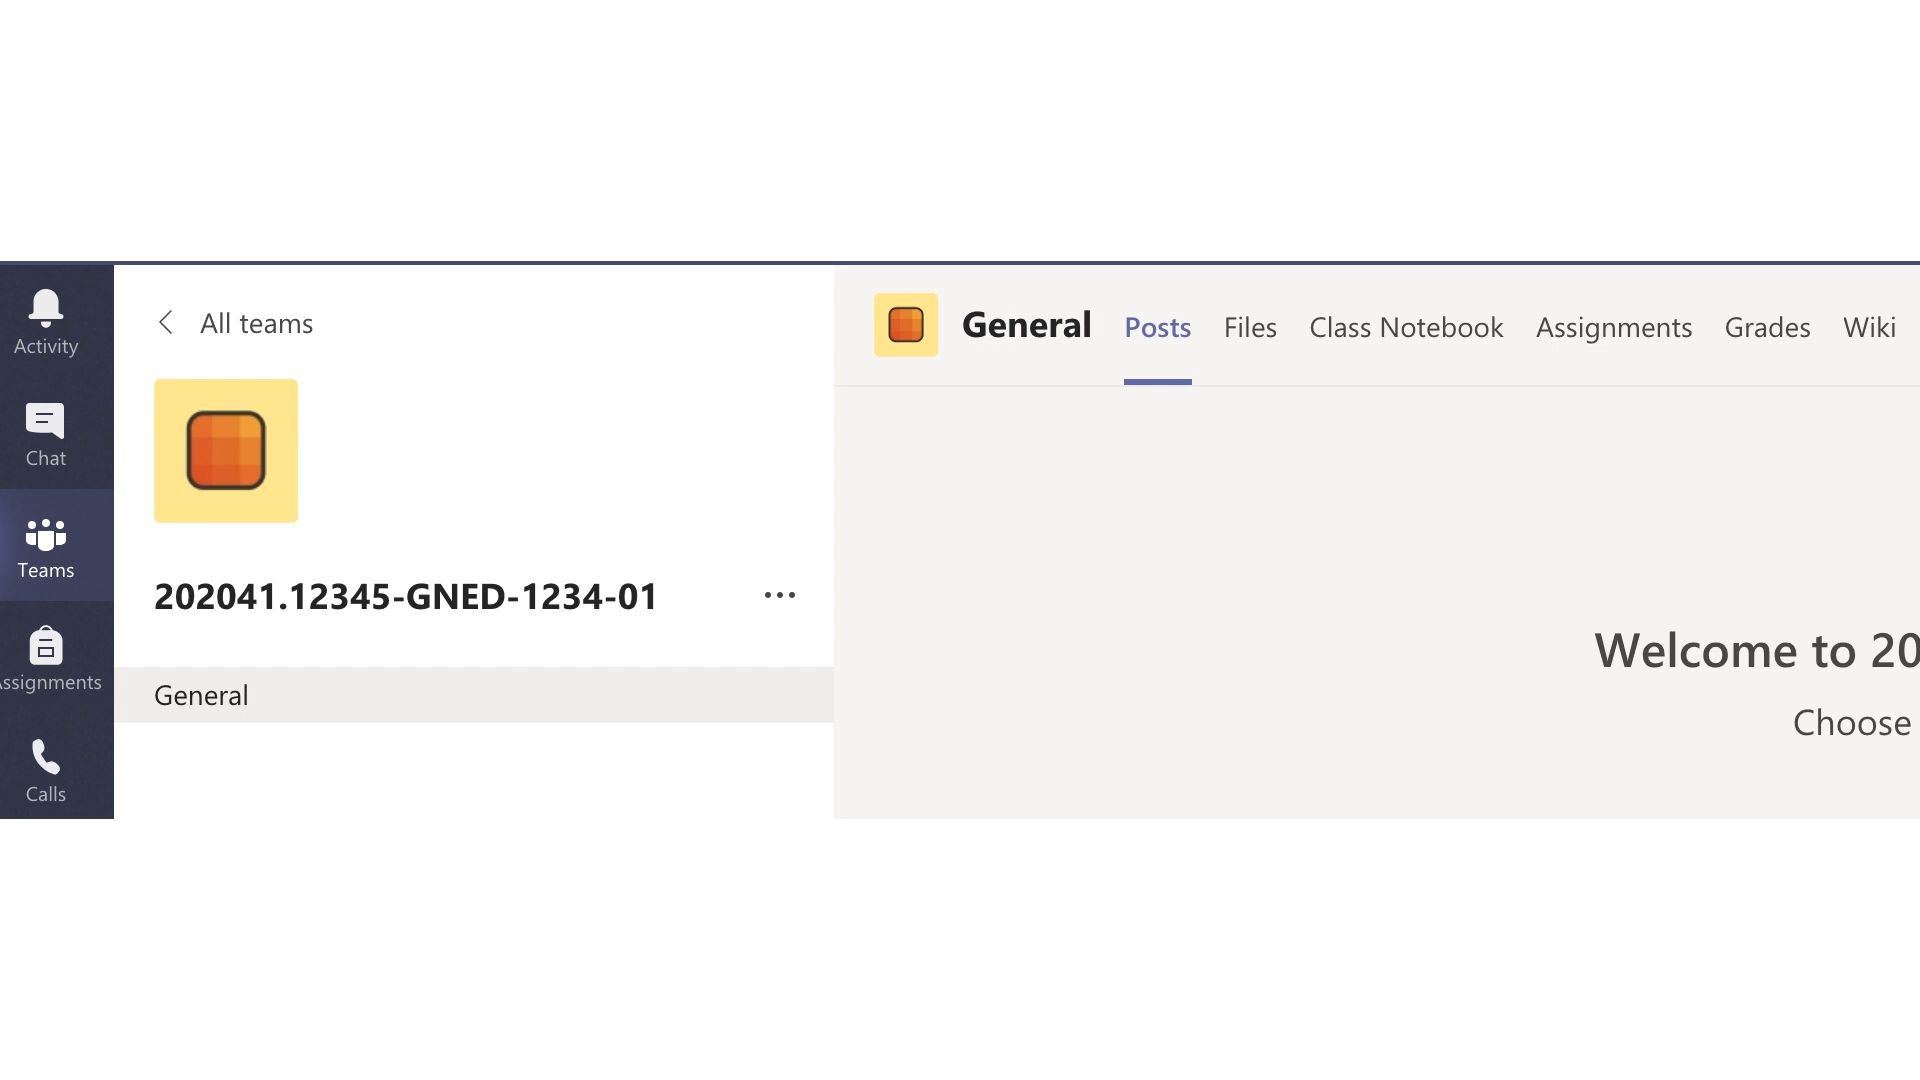 Activity
Chat
Teams
ssignments
Calls
All teams
202041.12345-GNED-1234-01
General
General Posts Files Class Notebook Assignments Grades Wiki
Welcome to 20
Choose